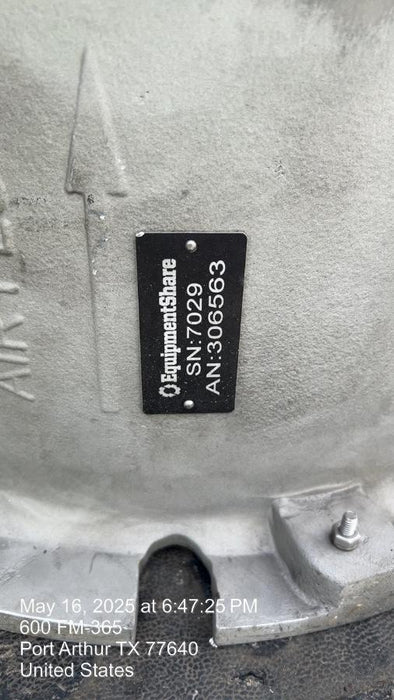 EquipmentShare
SN:7029
AN:306563
AIR
May 16, 2025 at 6:47:25 PM
600 FM-365
Port Arthur TX 77640
United States